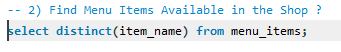 -- 2) Find Menu Items Available in the Shop ?
select distinct(item_name) from menu_items;